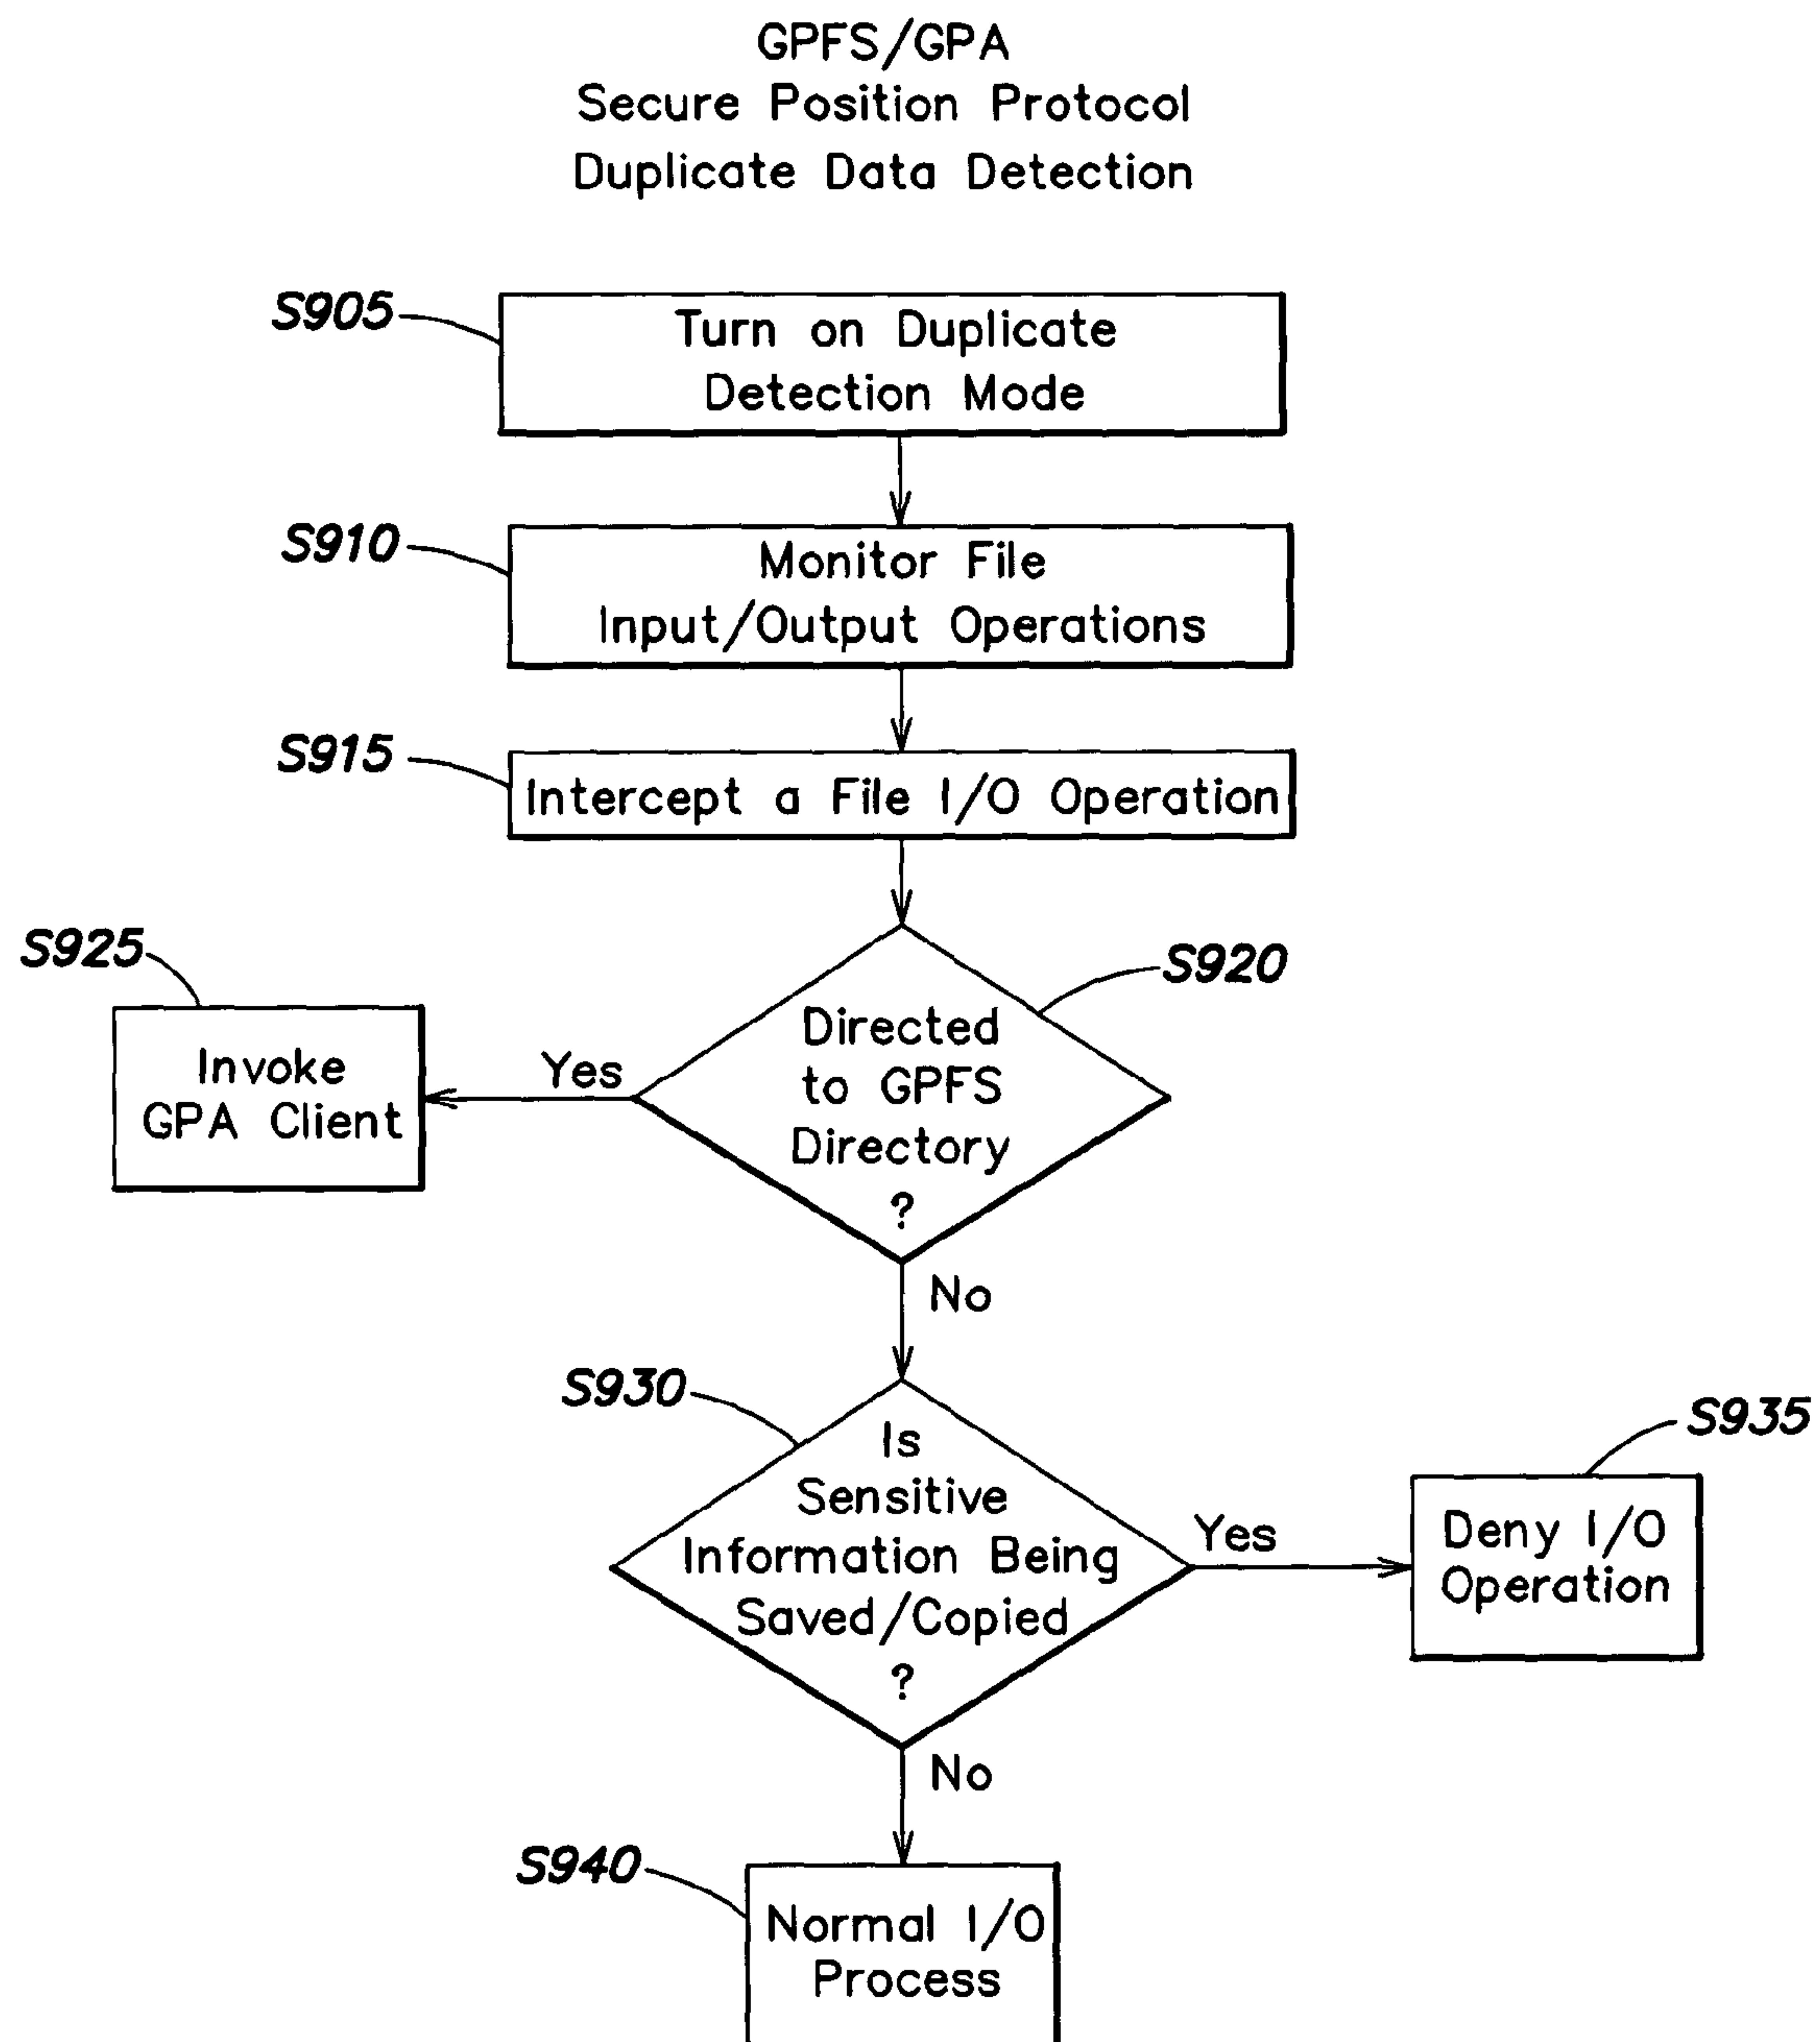 GPFS/GPA
Secure Position Protocol
Duplicate Data Detection
S905
Turn on Duplicate
Detection Mode
S910
Monitor File
Input/Output Operations
S915
Intercept a File I/O Operation
S925
S920
Invoke
GPA Client
Yes
Directed
to GPFS
Directory
?
No
S930
S935
Is
Sensitive
Information Being
Saved/Copied
?
Yes
Deny I/O
Operation
No
S940
Normal I/O
Process